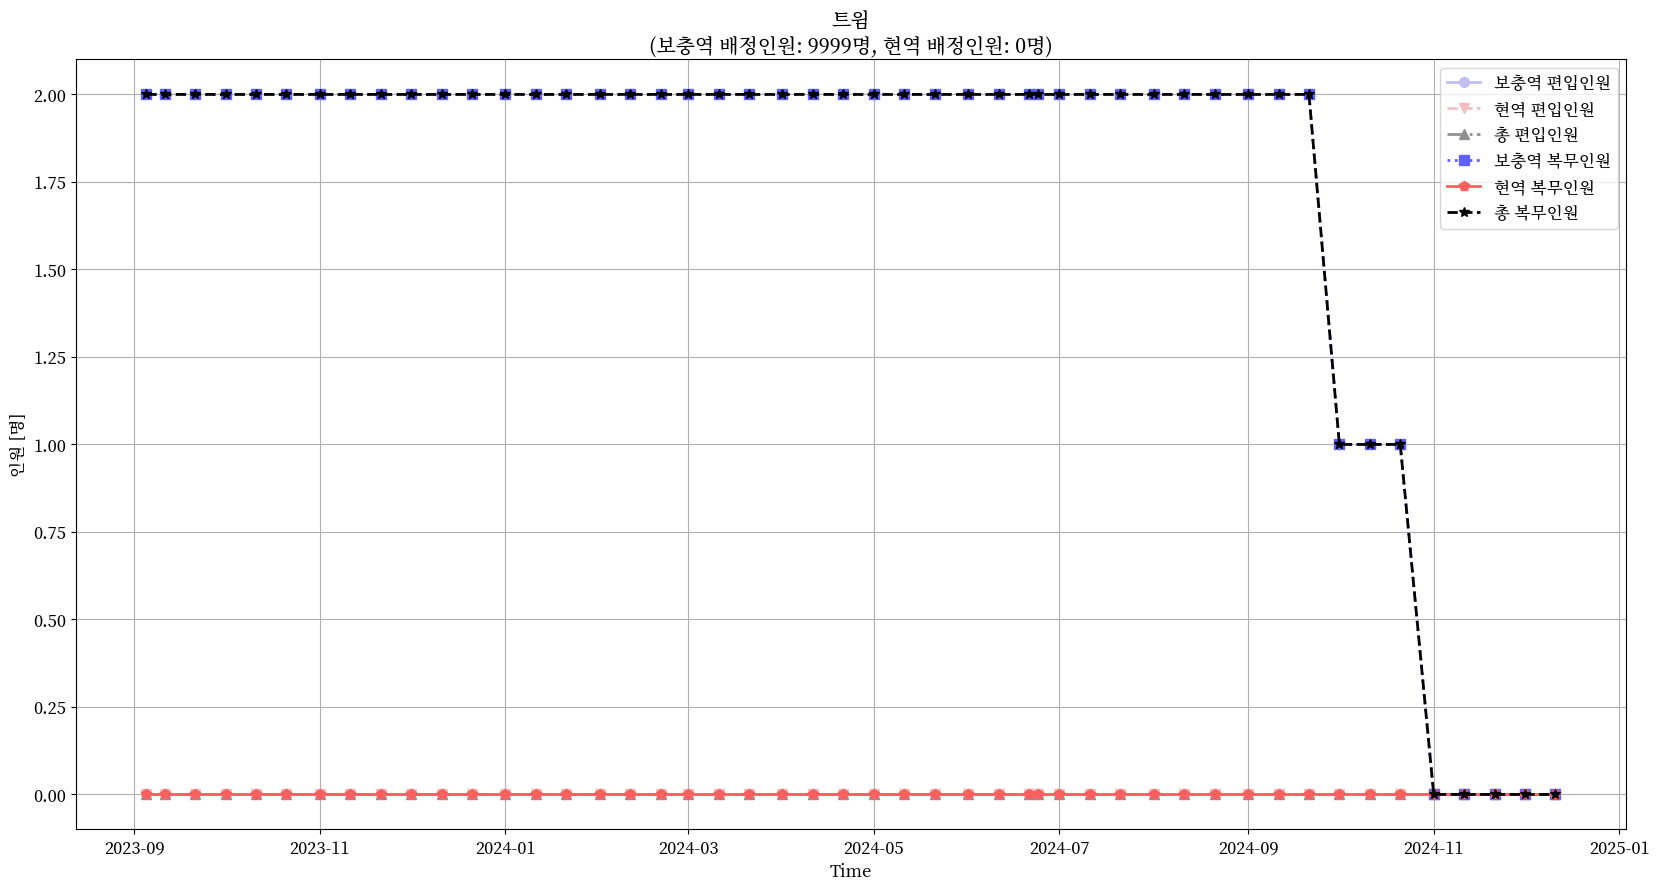 트윔
(보충역 배정인원: 9999명, 현역 배정인원: 0명)
보충역 편입인원
현역 편입인원
총 편입인원
보충역 복무인원
현역 복무인원
총 복무인원
인원 [명]
2.00
1.75
1.50
1.25
1.00
0.75
0.50
0.25
0.00
2023-09
2023-11
2024-01
2024-03
2024-05
2024-07
2024-09
2024-11
2025-01
Time